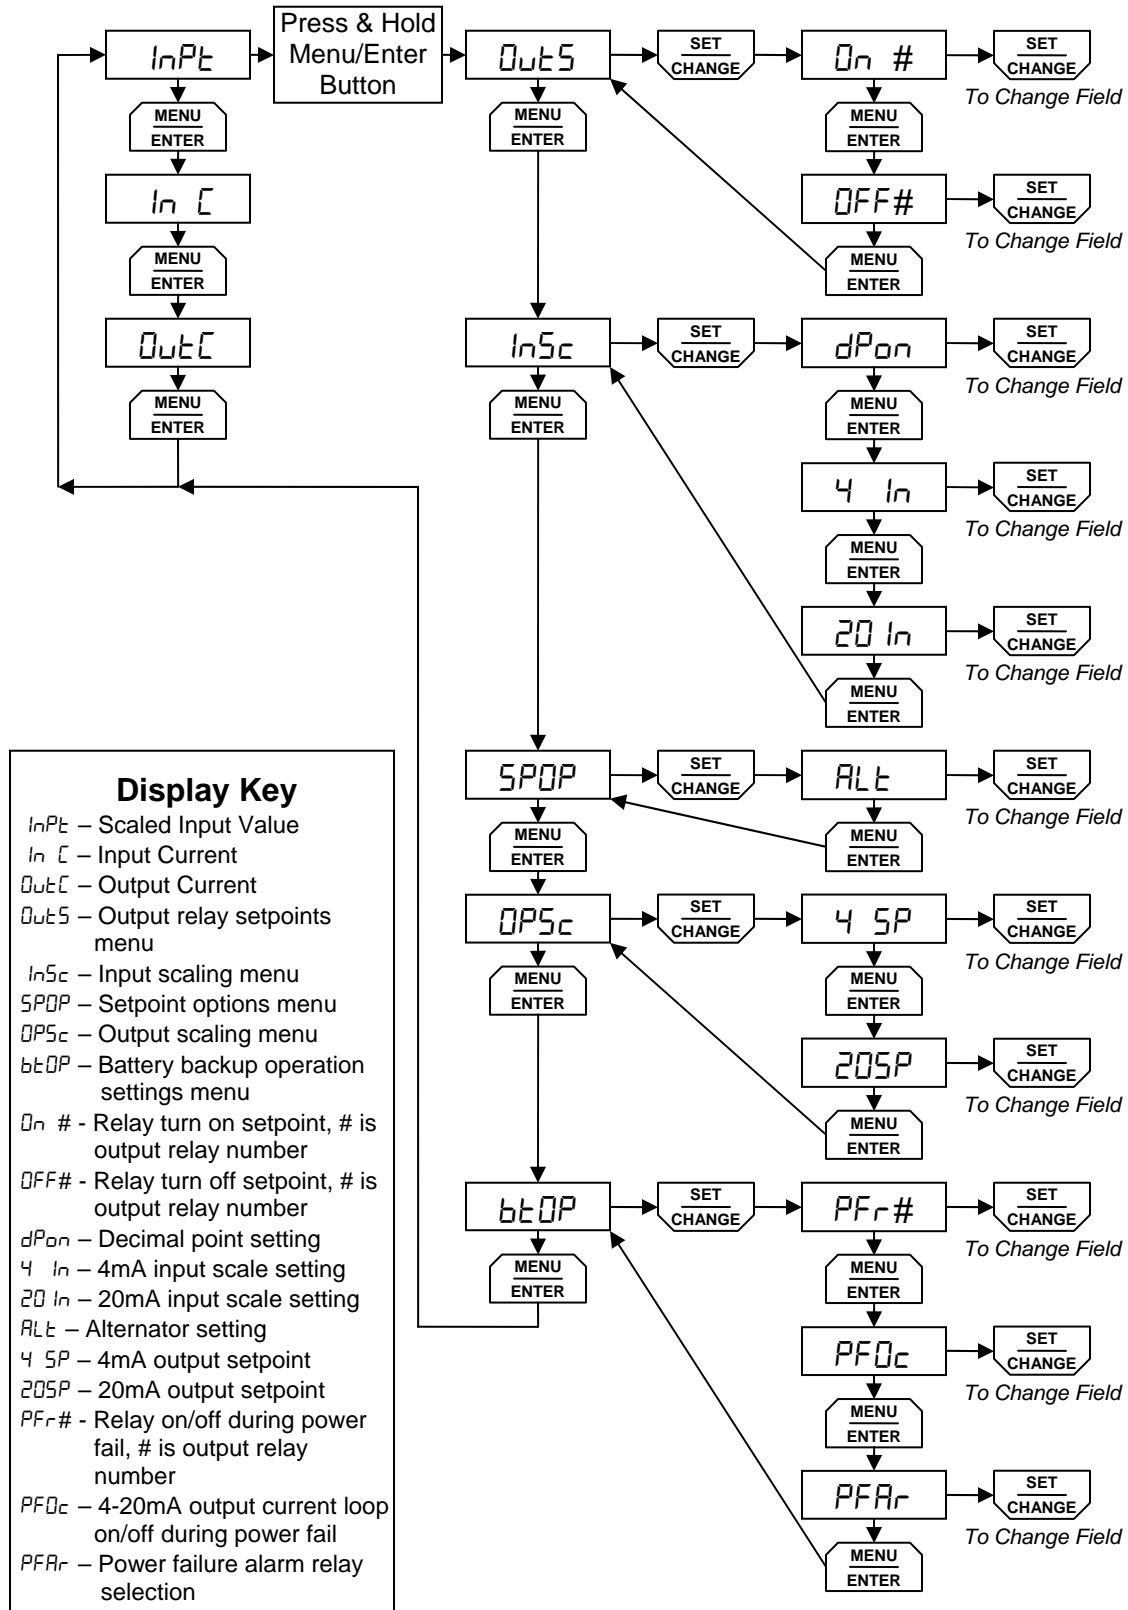 Press & Hold
Menu/Enter
Button
InPt
OutS
SET
CHANGE
On #
SET
CHANGE
To Change Field
MENU
ENTER
MENU
ENTER
MENU
ENTER
In C
OFF#
SET
CHANGE
To Change Field
MENU
ENTER
MENU
ENTER
OutC
InSc
SET
CHANGE
dPon
SET
CHANGE
To Change Field
MENU
ENTER
MENU
ENTER
MENU
ENTER
4 In
SET
CHANGE
To Change Field
MENU
ENTER
20 In
SET
CHANGE
To Change Field
MENU
ENTER
SPOP
SET
CHANGE
ALt
SET
CHANGE
To Change Field
MENU
ENTER
MENU
ENTER
OPSc
SET
CHANGE
4 SP
SET
CHANGE
To Change Field
MENU
ENTER
MENU
ENTER
20SP
SET
CHANGE
To Change Field
MENU
ENTER
btOP
SET
CHANGE
PFr#
SET
CHANGE
To Change Field
MENU
ENTER
MENU
ENTER
PFOc
SET
CHANGE
To Change Field
MENU
ENTER
PFAr
SET
CHANGE
To Change Field
MENU
ENTER
Display Key
InPt – Scaled Input Value
In C – Input Current
OutC – Output Current
OutS – Output relay setpoints
menu
InSc – Input scaling menu
SPOP – Setpoint options menu
OPSc – Output scaling menu
btOP – Battery backup operation
settings menu
On # - Relay turn on setpoint, # is
output relay number
OFF# - Relay turn off setpoint, # is
output relay number
dPon – Decimal point setting
4 In – 4mA input scale setting
20 In – 20mA input scale setting
ALt – Alternator setting
4 SP – 4mA output setpoint
20SP – 20mA output setpoint
PFr# - Relay on/off during power
fail, # is output relay
number
PFOc – 4-20mA output current loop
on/off during power fail
PFAr – Power failure alarm relay
selection